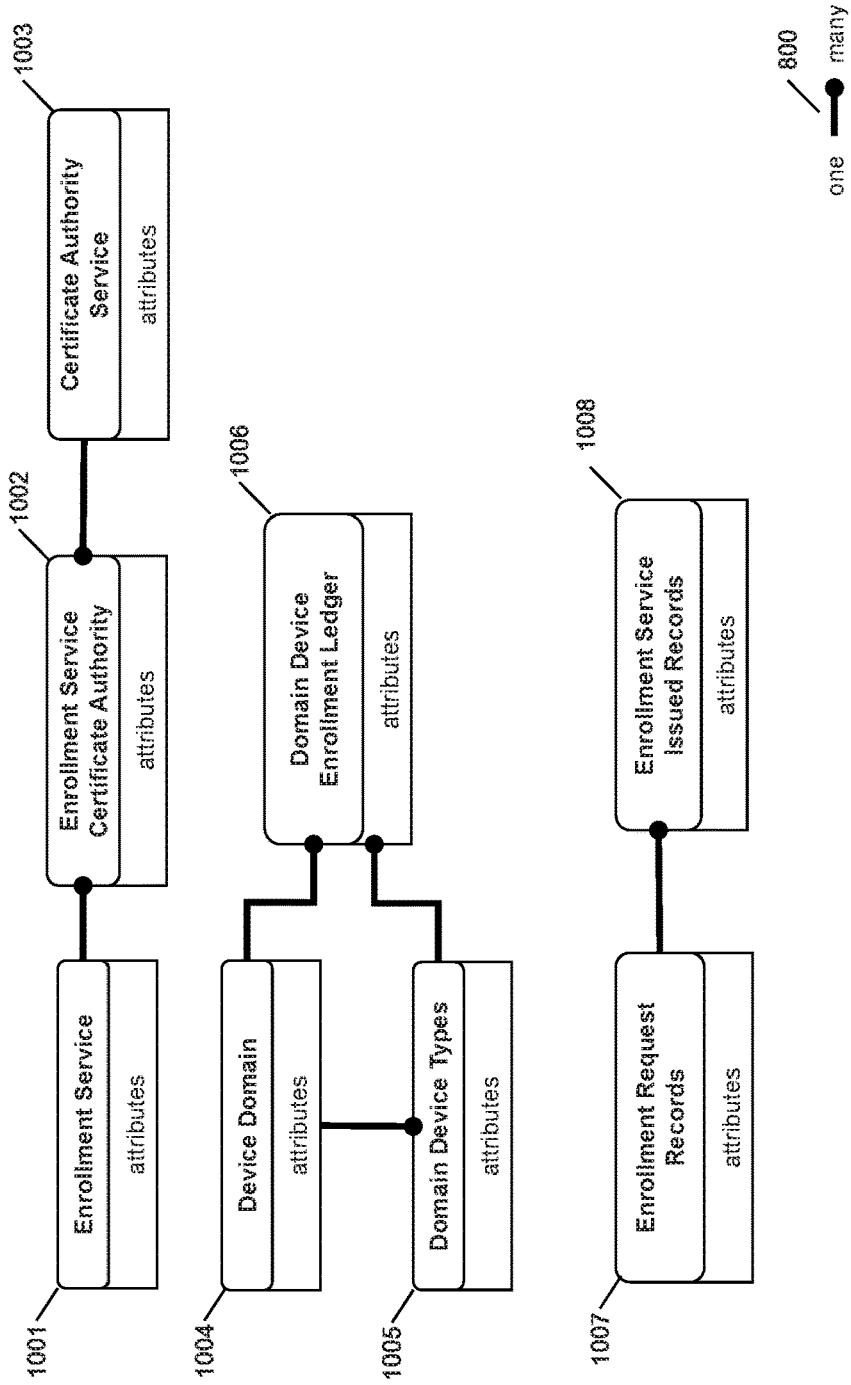 1001
Enrollment Service
attributes
1002
Enrollment Service
Certificate Authority
attributes
1003
Certificate Authority
Service
attributes
1004
Device Domain
attributes
1005
Domain Device Types
attributes
1006
Domain Device
Enrollment Ledger
attributes
1007
Enrollment Request
Records
attributes
1008
Enrollment Service
Issued Records
attributes
800
one
many